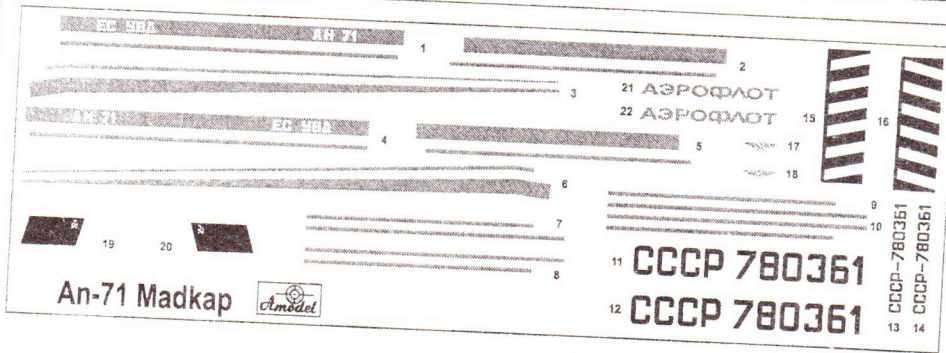 ЕС УВД
АН 71
1
2
3
21 АЭРОФЛОТ
22 АЭРОФЛОТ
15
16
АН 71
ЕС УВД
4
5
17
18
6
7
8
9
10
19
20
11 СССР 780361
12 СССР 780361
СССР-780361
13
СССР-780361
14
An-71 Madkap
Amodel